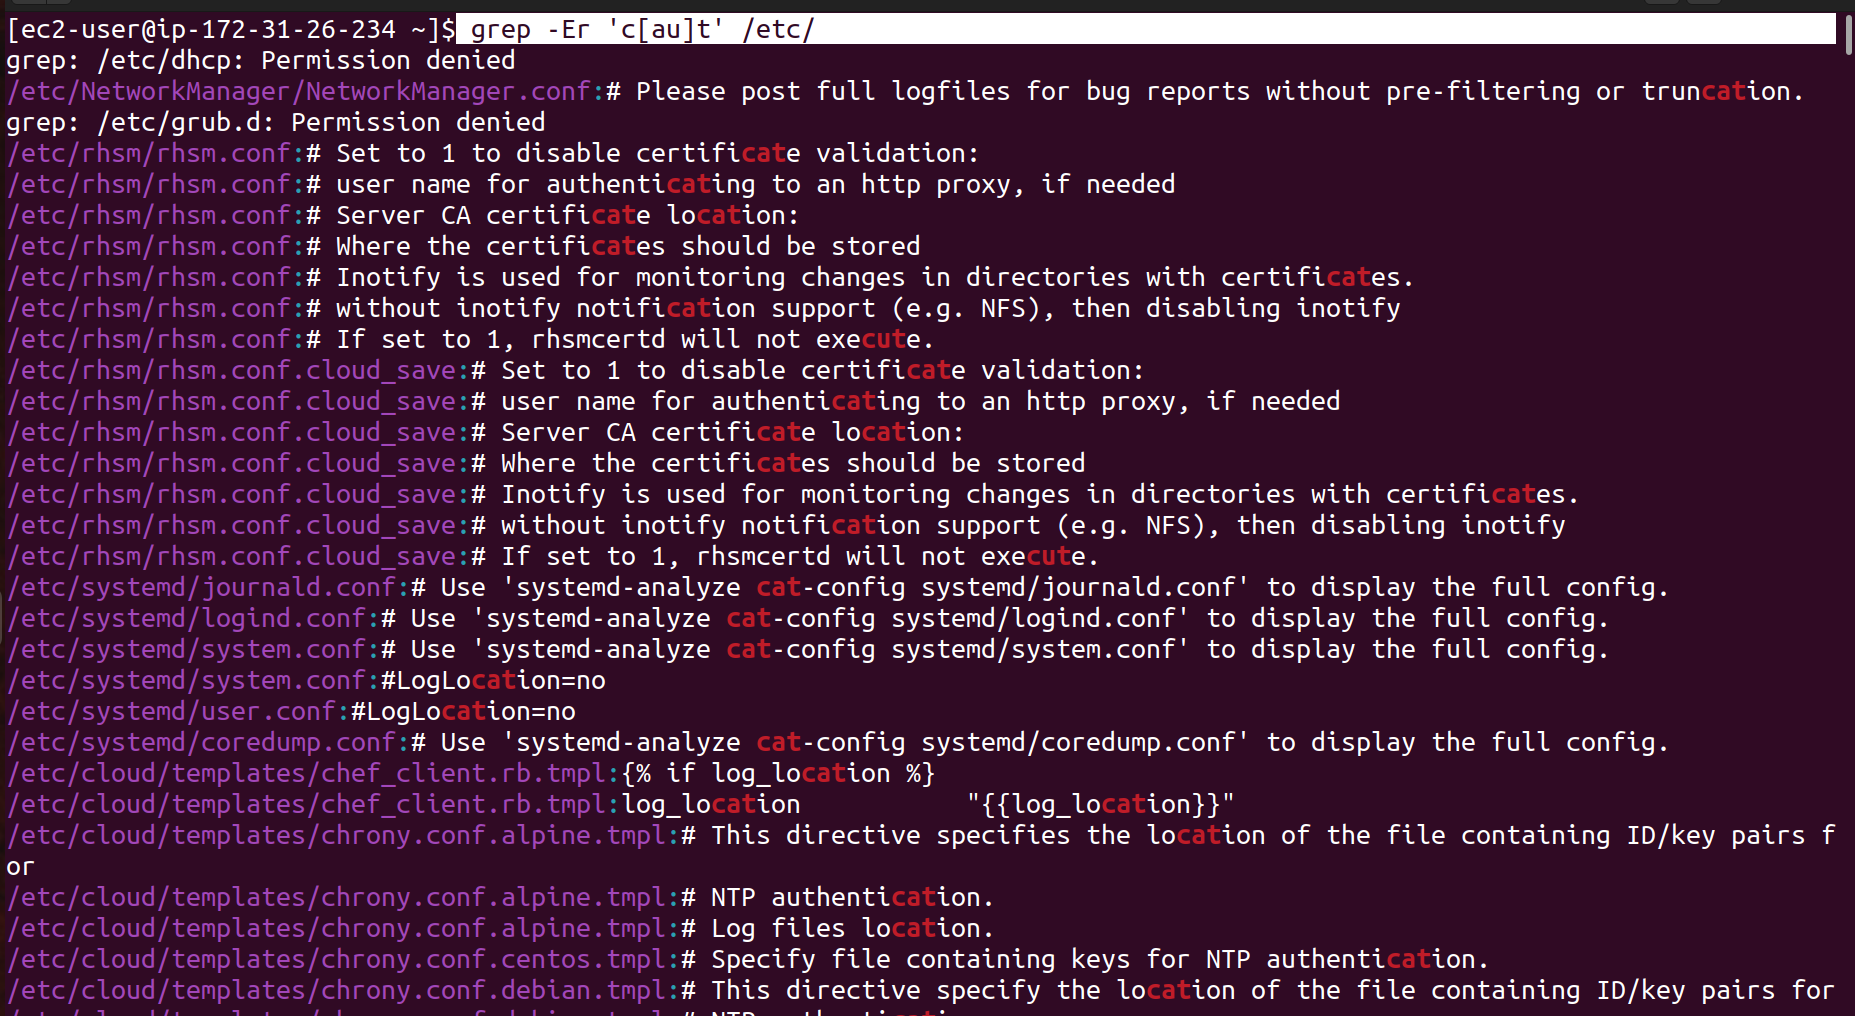 [ec2-user@ip-172-31-26-234 ~]$ grep -Er 'c[au]t' /etc/
grep: /etc/dhcp: Permission denied
/etc/NetworkManager/NetworkManager.conf:# Please post full logfiles for bug reports without pre-filtering or truncation.
grep: /etc/grub.d: Permission denied
/etc/rhsm/rhsm.conf:# Set to 1 to disable certificate validation:
/etc/rhsm/rhsm.conf:# user name for authenticating to an http proxy, if needed
/etc/rhsm/rhsm.conf:# Server CA certificate location:
/etc/rhsm/rhsm.conf:# Where the certificates should be stored
/etc/rhsm/rhsm.conf:# Inotify is used for monitoring changes in directories with certificates.
/etc/rhsm/rhsm.conf:# without inotify notification support (e.g. NFS), then disabling inotify
/etc/rhsm/rhsm.conf:# If set to 1, rhsmcertd will not execute.
/etc/rhsm/rhsm.conf.cloud_save:# Set to 1 to disable certificate validation:
/etc/rhsm/rhsm.conf.cloud_save:# user name for authenticating to an http proxy, if needed
/etc/rhsm/rhsm.conf.cloud_save:# Server CA certificate location:
/etc/rhsm/rhsm.conf.cloud_save:# Where the certificates should be stored
/etc/rhsm/rhsm.conf.cloud_save:# Inotify is used for monitoring changes in directories with certificates.
/etc/rhsm/rhsm.conf.cloud_save:# without inotify notification support (e.g. NFS), then disabling inotify
/etc/rhsm/rhsm.conf.cloud_save:# If set to 1, rhsmcertd will not execute.
/etc/systemd/journald.conf:# Use 'systemd-analyze cat-config systemd/journald.conf' to display the full config.
/etc/systemd/logind.conf:# Use 'systemd-analyze cat-config systemd/logind.conf' to display the full config.
/etc/systemd/system.conf:# Use 'systemd-analyze cat-config systemd/system.conf' to display the full config.
/etc/systemd/system.conf:#LogLocation=no
/etc/systemd/user.conf:#LogLocation=no
/etc/systemd/coredump.conf:# Use 'systemd-analyze cat-config systemd/coredump.conf' to display the full config.
/etc/cloud/templates/chef_client.rb.tmpl:{% if log_location %}
/etc/cloud/templates/chef_client.rb.tmpl:log_location           "{{log_location}}"
/etc/cloud/templates/chrony.conf.alpine.tmpl:# This directive specifies the location of the file containing ID/key pairs f
or
/etc/cloud/templates/chrony.conf.alpine.tmpl:# NTP authentication.
/etc/cloud/templates/chrony.conf.alpine.tmpl:# Log files location.
/etc/cloud/templates/chrony.conf.centos.tmpl:# Specify file containing keys for NTP authentication.
/etc/cloud/templates/chrony.conf.debian.tmpl:# This directive specify the location of the file containing ID/key pairs for